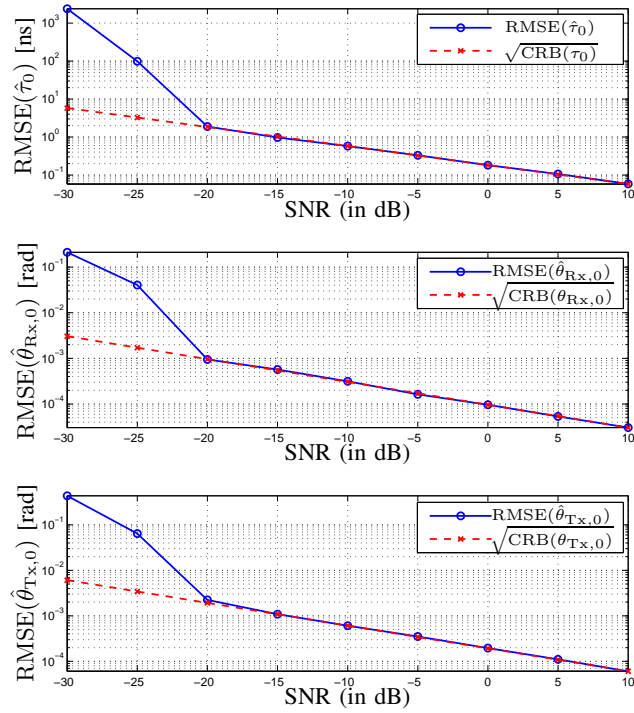 RMSE(τ̂₀) [ns]
10³
10²
10¹
10⁰
10⁻¹
RMSE(τ̂₀)
√CRB(τ₀)
−30 −25 −20 −15 −10 −5 0 5 10
SNR (in dB)
RMSE(θ̂Rx,0) [rad]
10⁻¹
10⁻²
10⁻³
10⁻⁴
RMSE(θ̂Rx,0)
√CRB(θRx,0)
−30 −25 −20 −15 −10 −5 0 5 10
SNR (in dB)
RMSE(θ̂Tx,0) [rad]
10⁻¹
10⁻²
10⁻³
10⁻⁴
RMSE(θ̂Tx,0)
√CRB(θTx,0)
−30 −25 −20 −15 −10 −5 0 5 10
SNR (in dB)